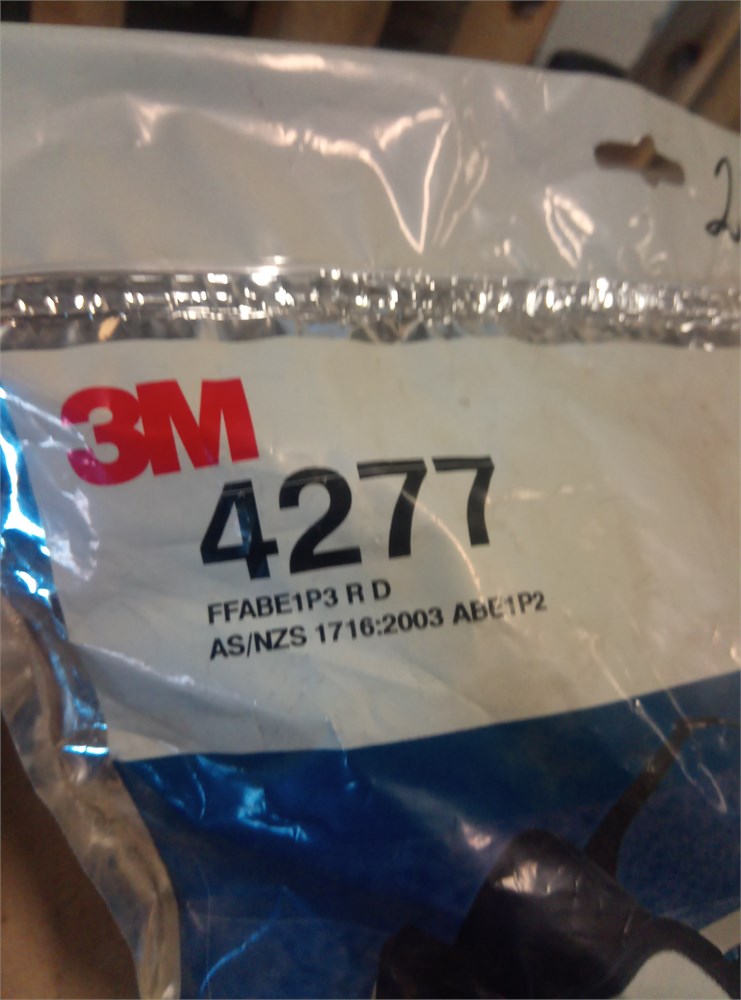 3M
4277
FFABE1P3 R D
AS/NZS 1716:2003 ABE1P2